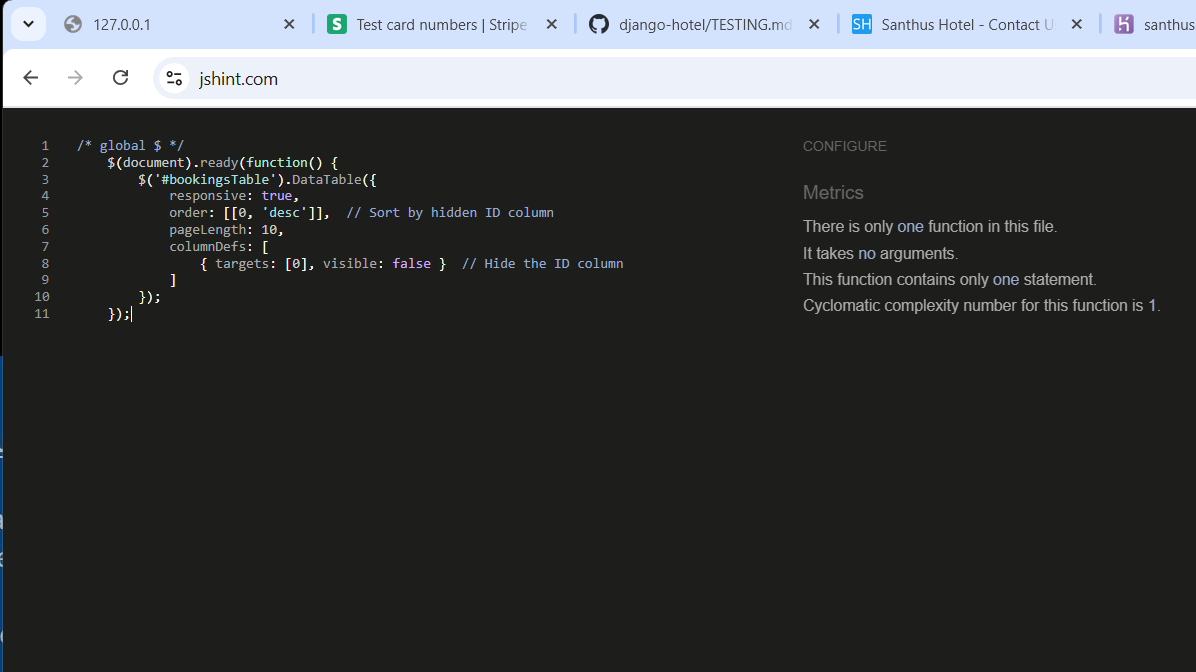 127.0.0.1
Test card numbers | Stripe
django-hotel/TESTING.md
SH Santhus Hotel - Contact U
santhus
jshint.com
1 /* global $ */
2 $(document).ready(function() {
3 $('#bookingsTable').DataTable({
4 responsive: true,
5 order: [[0, 'desc']], // Sort by hidden ID column
6 pageLength: 10,
7 columnDefs: [
8 { targets: [0], visible: false } // Hide the ID column
9 ]
10 });
11 });
CONFIGURE
Metrics
There is only one function in this file.
It takes no arguments.
This function contains only one statement.
Cyclomatic complexity number for this function is 1.